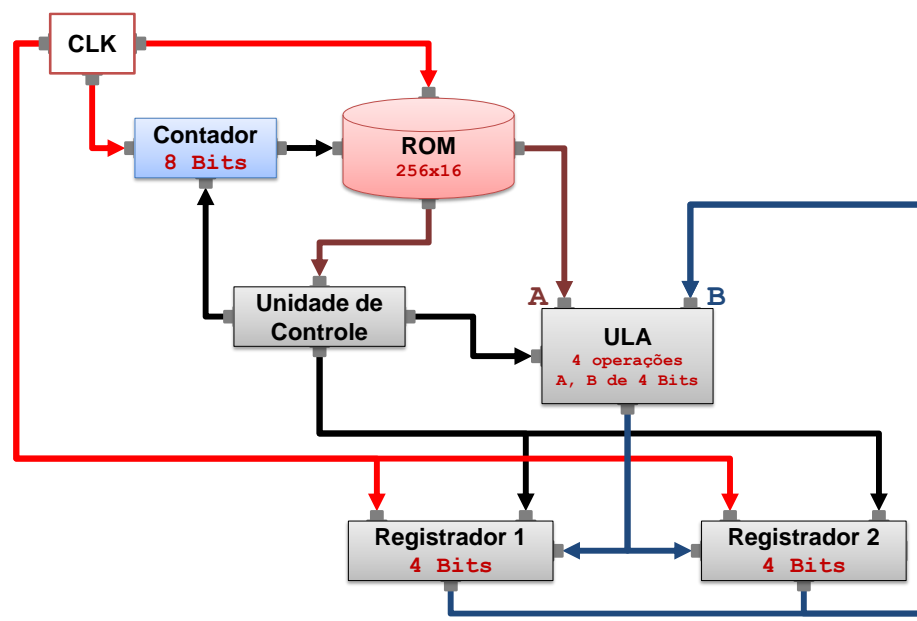 CLK
Contador
8 Bits
ROM
256x16
Unidade de
Controle
A
B
ULA
4 operações
A, B de 4 Bits
Registrador 1
4 Bits
Registrador 2
4 Bits